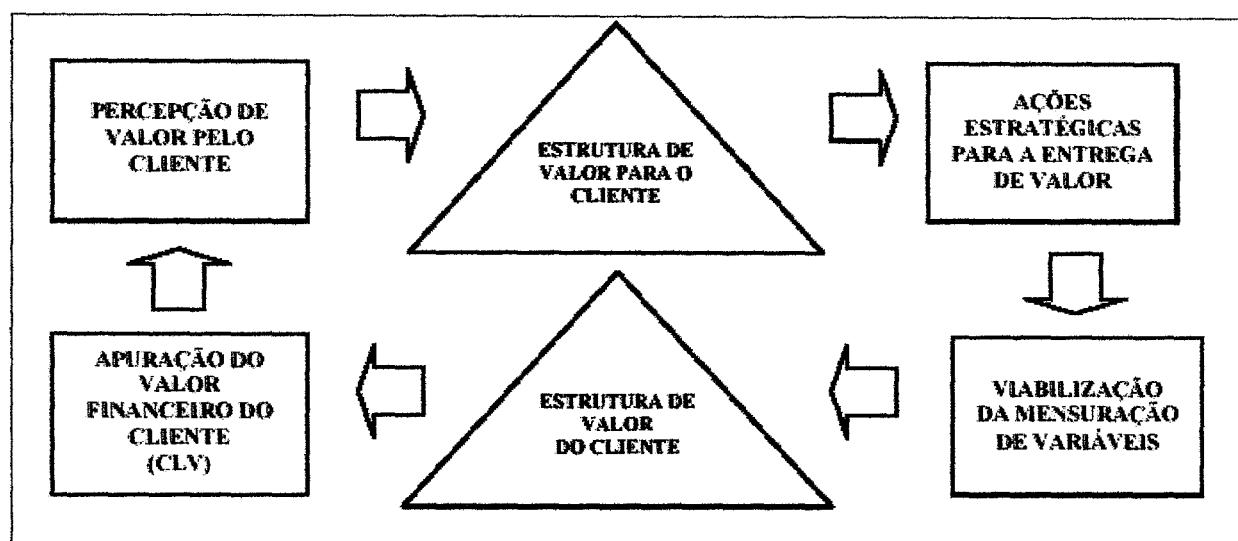 PERCEPÇÃO DE
VALOR PELO
CLIENTE
ESTRUTURA DE
VALOR PARA O
CLIENTE
AÇÕES
ESTRATÉGICAS
PARA A ENTREGA
DE VALOR
APURAÇÃO DO
VALOR
FINANCEIRO DO
CLIENTE
(CLV)
ESTRUTURA DE
VALOR
DO CLIENTE
VIABILIZAÇÃO
DA MENSURAÇÃO
DE VARIÁVEIS